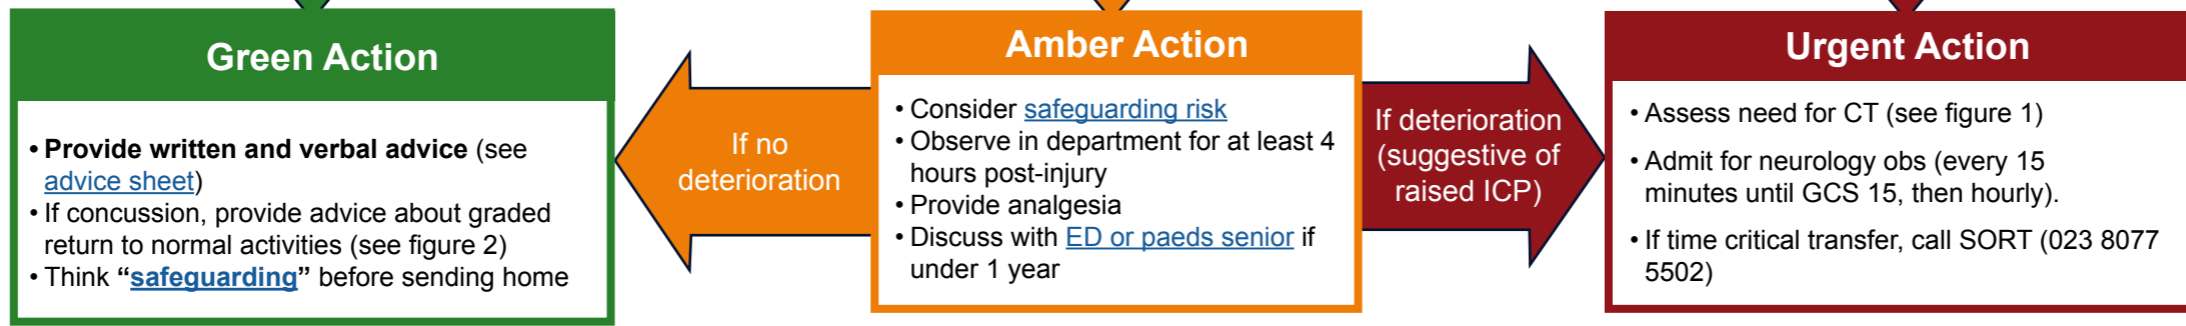 Green Action
• Provide written and verbal advice (see
advice sheet)
• If concussion, provide advice about graded
return to normal activities (see figure 2)
• Think “safeguarding” before sending home
If no
deterioration
Amber Action
• Consider safeguarding risk
• Observe in department for at least 4
hours post-injury
• Provide analgesia
• Discuss with ED or paeds senior if
under 1 year
If deterioration
(suggestive of
raised ICP)
Urgent Action
• Assess need for CT (see figure 1)
• Admit for neurology obs (every 15
minutes until GCS 15, then hourly).
• If time critical transfer, call SORT (023 8077
5502)